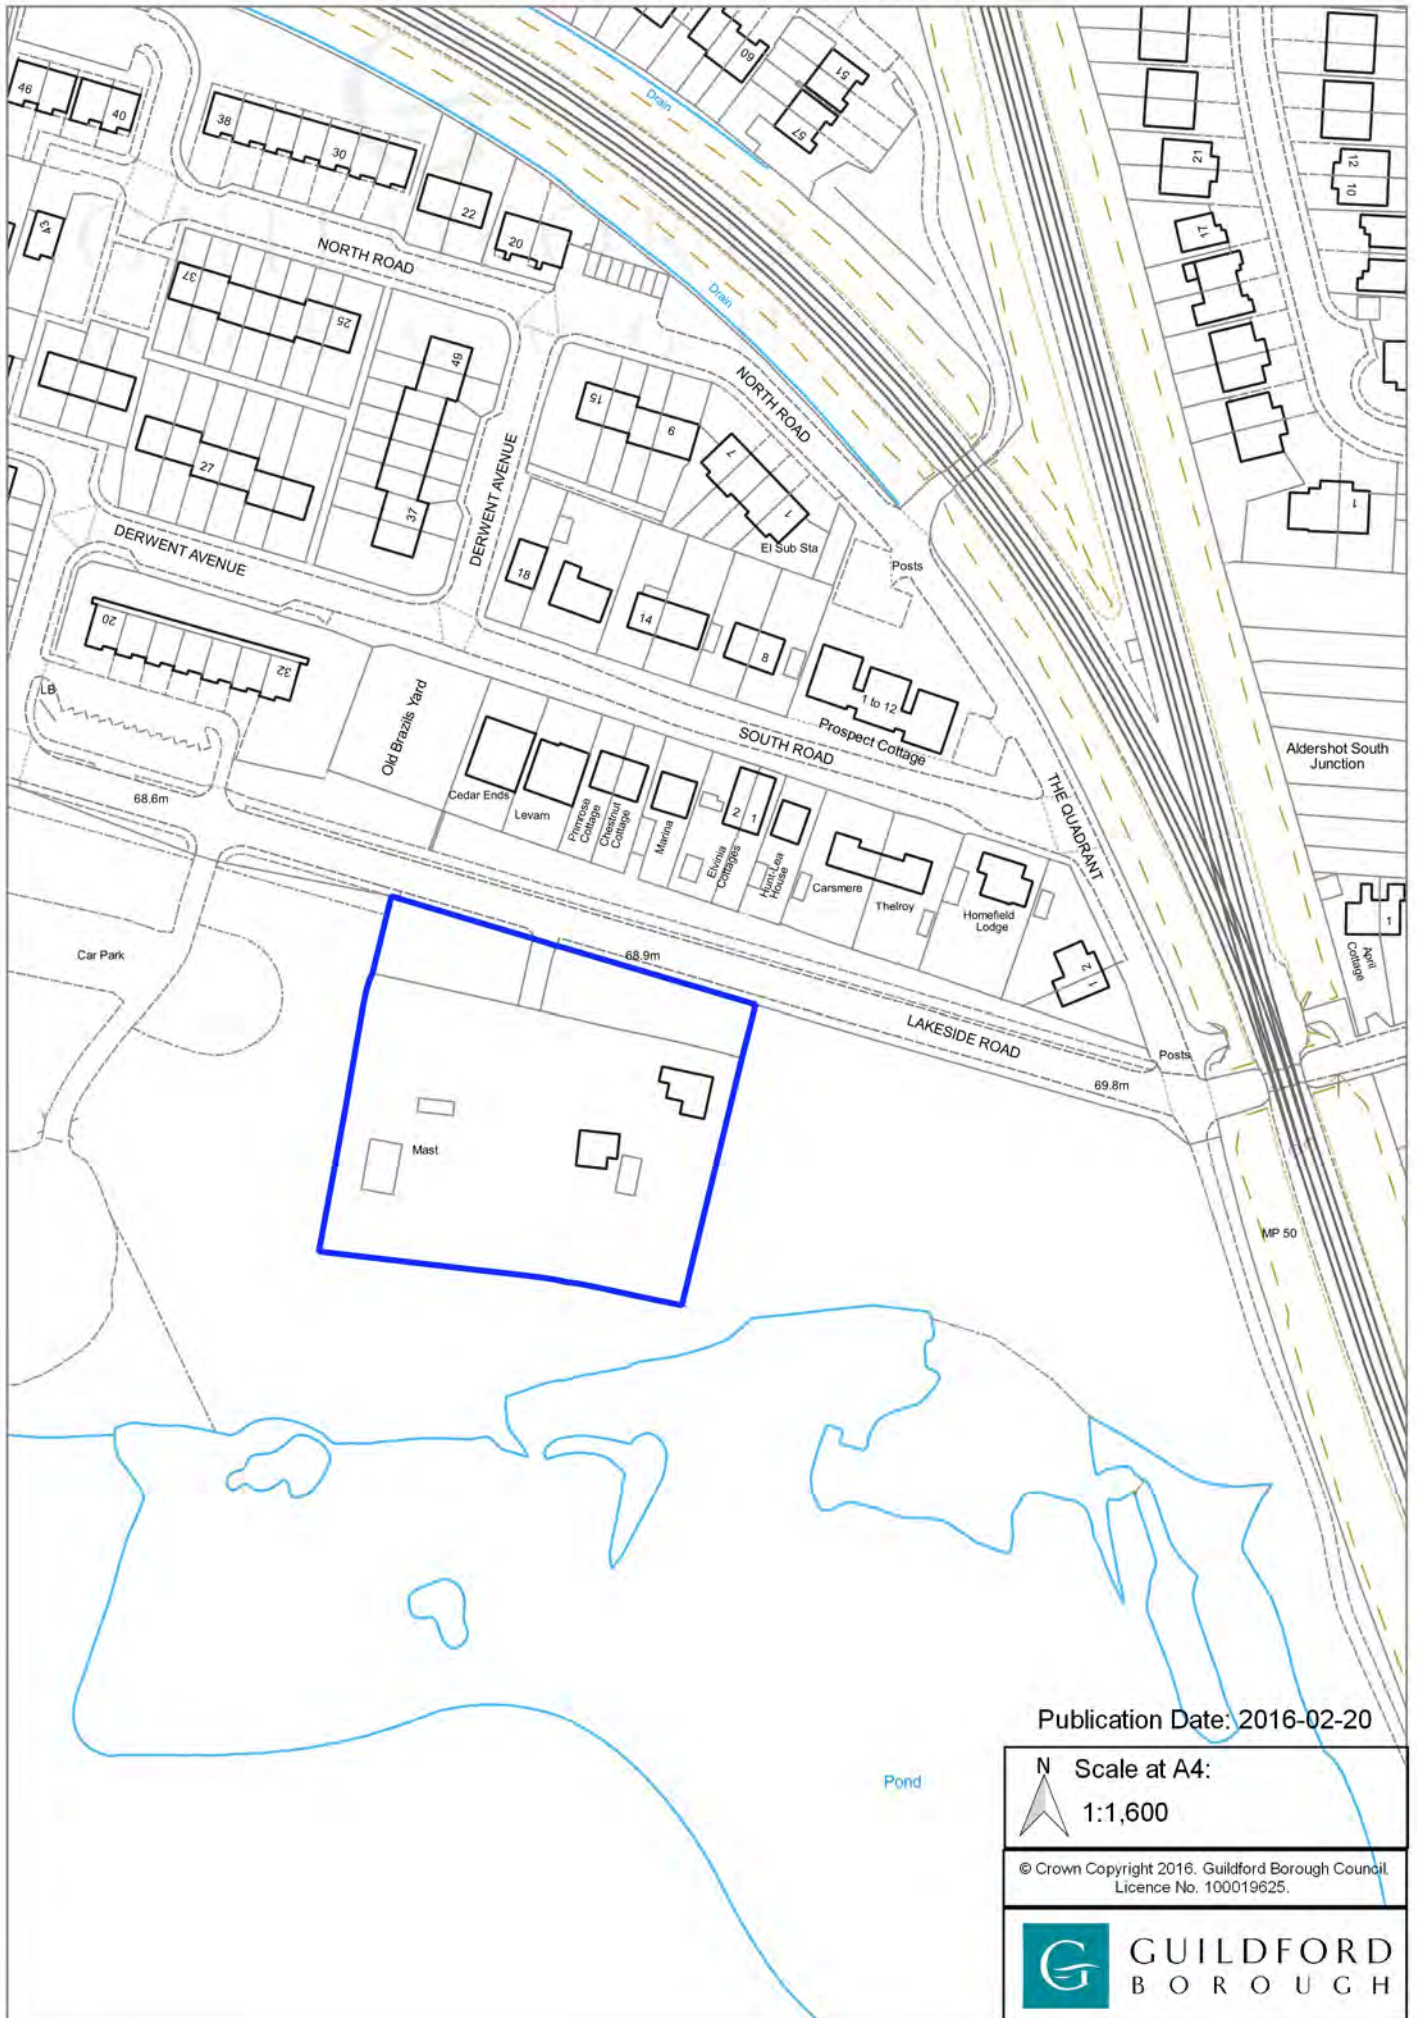 60
51
57
Drain
46
40
38
30
22
20
43
NORTH ROAD
37
25
49
Drain
21
12
10
17
15
9
NORTH ROAD
7
1
El Sub Sta
27
37
DERWENT AVENUE
DERWENT AVENUE
18
14
8
Posts
1
20
32
LB
Old Brazils Yard
1 to 12
Prospect Cottage
SOUTH ROAD
THE QUADRANT
Aldershot South
Junction
68.6m
Cedar Ends
Levam
Primrose
Cottage
Chestnut
Cottage
Marina
2
1
Elvinia
Cottages
Hunt-Lea
House
Carsmere
Thelroy
Homefield
Lodge
2
1
1
April
Cottage
Car Park
68.9m
LAKESIDE ROAD
Posts
69.8m
Mast
MP 50
Pond
Publication Date: 2016-02-20
N
Scale at A4:
1:1,600
© Crown Copyright 2016. Guildford Borough Council.
Licence No. 100019625.
G
GUILDFORD
BOROUGH